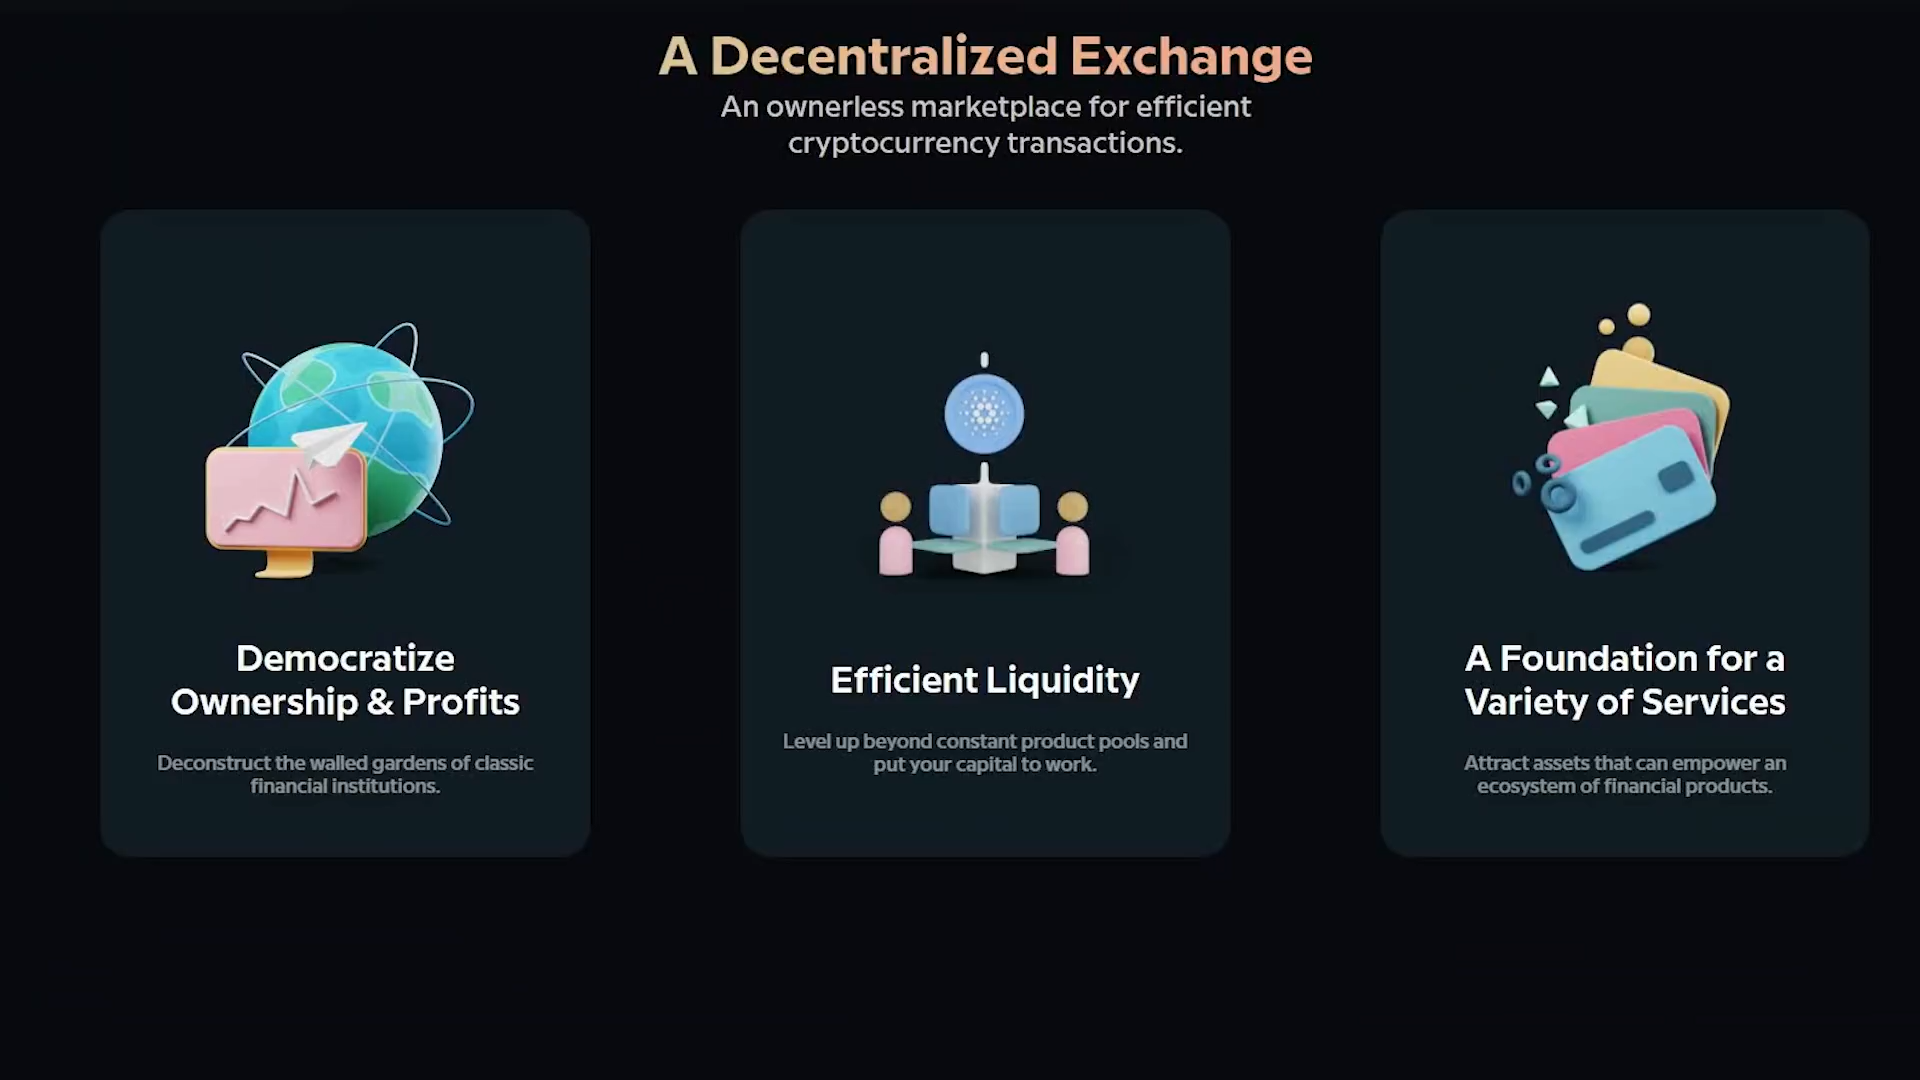 A Decentralized Exchange
An ownerless marketplace for efficient
cryptocurrency transactions.
Democratize
Ownership & Profits
Deconstruct the walled gardens of classic
financial institutions.
Efficient Liquidity
Level up beyond constant product pools and
put your capital to work.
A Foundation for a
Variety of Services
Attract assets that can empower an
ecosystem of financial products.